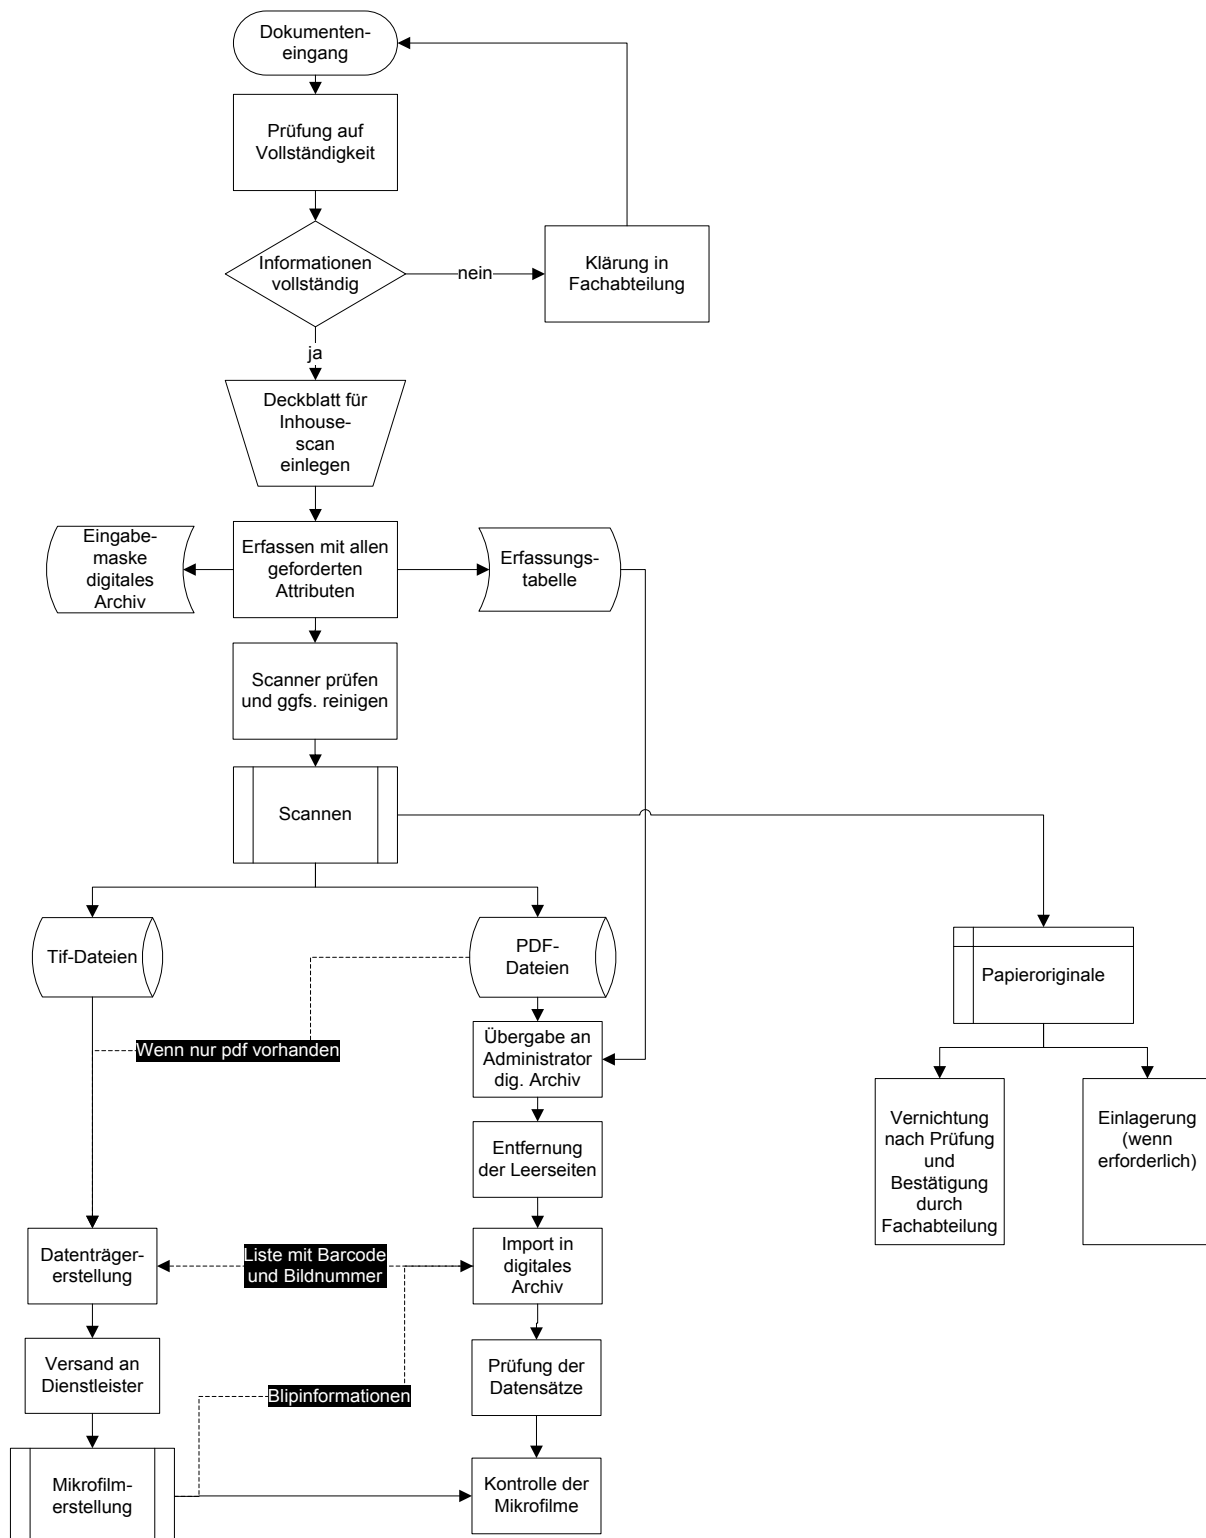 Dokumenten-
eingang
Prüfung auf
Vollständigkeit
Informationen
vollständig
nein
Klärung in
Fachabteilung
ja
Deckblatt für
Inhouse-
scan
einlegen
Eingabe-
maske
digitales
Archiv
Erfassen mit allen
geforderten
Attributen
Erfassungs-
tabelle
Scanner prüfen
und ggfs. reinigen
Scannen
Tif-Dateien
PDF-
Dateien
Papieroriginale
Wenn nur pdf vorhanden
Übergabe an
Administrator
dig. Archiv
Vernichtung
nach Prüfung
und
Bestätigung
durch
Fachabteilung
Einlagerung
(wenn
erforderlich)
Entfernung
der Leerseiten
Datenträger-
erstellung
Liste mit Barcode
und Bildnummer
Import in
digitales
Archiv
Versand an
Dienstleister
Blipinformationen
Prüfung der
Datensätze
Mikrofilm-
erstellung
Kontrolle der
Mikrofilme